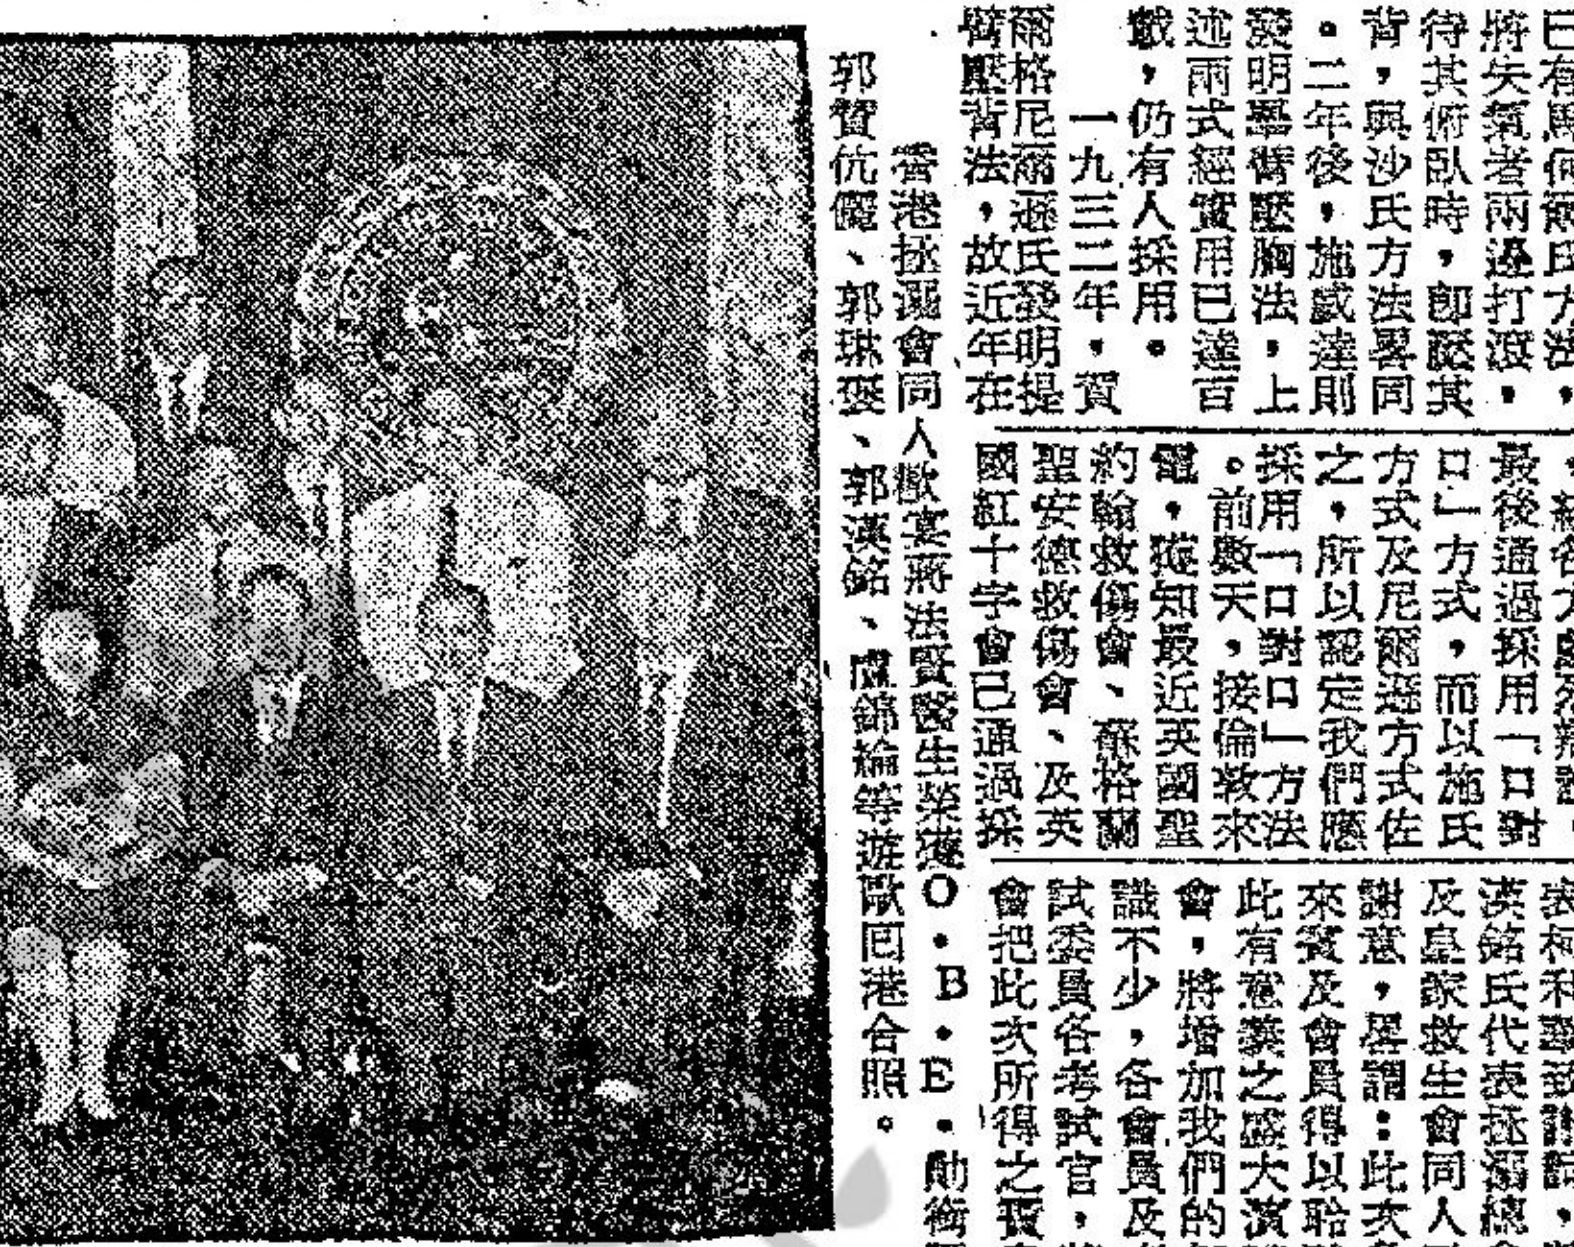 已有馬何爾氏方法，
將失氣者兩邊打滾，
待其俯臥時，卽壓其
背，與沙氏方法畧同
。二年後，施咸達則
發明舉臂壓胸法，上
述兩式經實用已達百
載，仍有人採用。
一九三二年，賀
爾格尼爾遜氏發明提
臂壓背法，故近年在
最後通過採用「口對
口」方式，而以施氏
方式及尼爾遜方式佐
之，所以認定我們應
採用「口對口」方法
。前數天，接倫敦來
電，獲知最近英國聖
約翰救傷會、蘇格蘭
聖安德救傷會、及英
國紅十字會已通過採
表柯利華致謝詞，
漢銘氏代表拯溺總
及皇家救生會同人
謝意，畧謂：此次
來賓及會員得以聆
此有意義之盛大演
會，將增加我們的
識不少，各會員及
試委員各考試官，
會把此次所得之寶
香港拯溺會同人歡宴蔣法賢醫生榮獲O．B．E．勛銜
郭贊伉儷、郭琳褒、郭漢銘、盧錦綸等遊歐囘港合照。